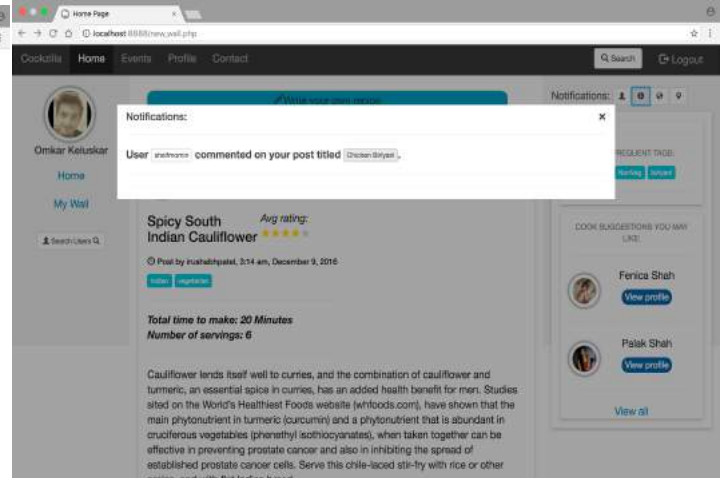 Home Page
localhost:8888/new_wall.php
Cookzilla Home Events Profile Contact Search Logout
Write your own recipe
Notifications:
Notifications:
×
User commented on your post titled Chicken Biriyani.
Omkar Keluskar
Home
My Wall
Search Users
Spicy South
Indian Cauliflower
Avg rating:
Post by irushabhpatel, 3:14 am, December 9, 2016
indian vegetarian
Total time to make: 20 Minutes
Number of servings: 6
Cauliflower lends itself well to curries, and the combination of cauliflower and
turmeric, an essential spice in curries, has an added health benefit for men. Studies
sited on the World's Healthiest Foods website (whfoods.com), have shown that the
main phytonutrient in turmeric (curcumin) and a phytonutrient that is abundant in
cruciferous vegetables (phenethyl isothiocyanates), when taken together can be
effective in preventing prostate cancer and also in inhibiting the spread of
established prostate cancer cells. Serve this chile-laced stir-fry with rice or other
FREQUENT TAGS:
COOK SUGGESTIONS YOU MAY
LIKE:
Fenica Shah
View profile
Palak Shah
View profile
View all